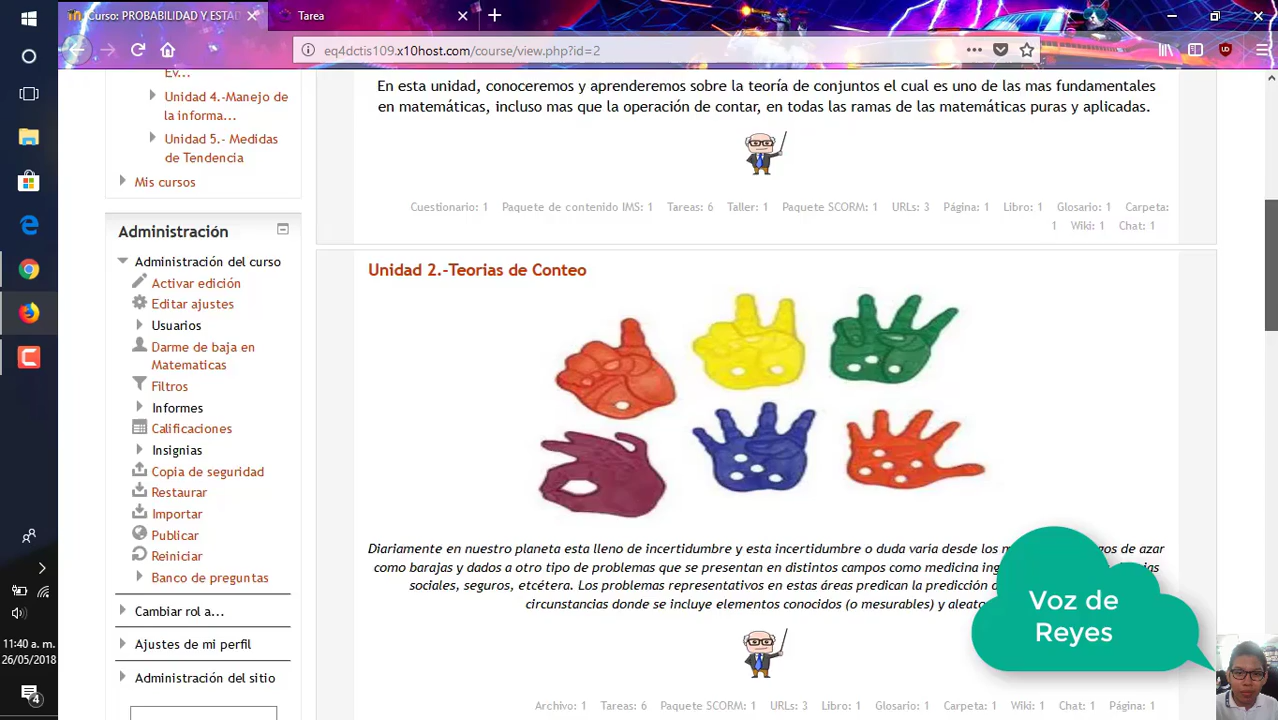 Curso: PROBABILIDAD Y ESTAD
Tarea
eq4dctis109.x10host.com/course/view.php?id=2
Ev...
Unidad 4.-Manejo de
la informa...
Unidad 5.- Medidas
de Tendencia
Mis cursos
Administración
Administración del curso
Activar edición
Editar ajustes
Usuarios
Darme de baja en
Matematicas
Filtros
Informes
Calificaciones
Insignias
Copia de seguridad
Restaurar
Importar
Publicar
Reiniciar
Banco de preguntas
Cambiar rol a...
Ajustes de mi perfil
Administración del sitio
En esta unidad, conoceremos y aprenderemos sobre la teoría de conjuntos el cual es uno de las mas fundamentales
en matemáticas, incluso mas que la operación de contar, en todas las ramas de las matemáticas puras y aplicadas.
Cuestionario: 1 Paquete de contenido IMS: 1 Tareas: 6 Taller: 1 Paquete SCORM: 1 URLs: 3 Página: 1 Libro: 1 Glosario: 1 Carpeta:
1 Wiki: 1 Chat: 1
Unidad 2.-Teorias de Conteo
Diariamente en nuestro planeta esta lleno de incertidumbre y esta incertidumbre o duda varía desde los de azar
como barajas y dados a otro tipo de problemas que se presentan en distintos campos como medicina
sociales, seguros, etcétera. Los problemas representativos en estas áreas predican la predicción
circunstancias donde se incluye elementos conocidos (o mesurables) y
Archivo: 1 Tareas: 6 Paquete SCORM: 1 URLs: 3 Libro: 1 Glosario: 1 Carpeta: 1 Wiki: 1 Chat: 1 Página: 1
Voz de
Reyes
11:40 a. m.
26/05/2018
4